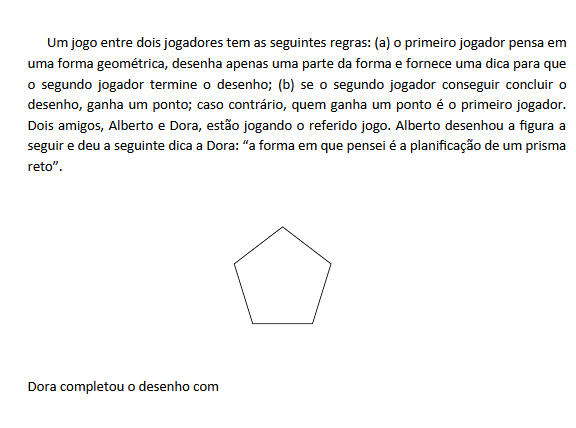 Um jogo entre dois jogadores tem as seguintes regras: (a) o primeiro jogador pensa em
uma forma geométrica, desenha apenas uma parte da forma e fornece uma dica para que
o segundo jogador termine o desenho; (b) se o segundo jogador conseguir concluir o
desenho, ganha um ponto; caso contrário, quem ganha um ponto é o primeiro jogador.
Dois amigos, Alberto e Dora, estão jogando o referido jogo. Alberto desenhou a figura a
seguir e deu a seguinte dica a Dora: “a forma em que pensei é a planificação de um prisma
reto”.
Dora completou o desenho com